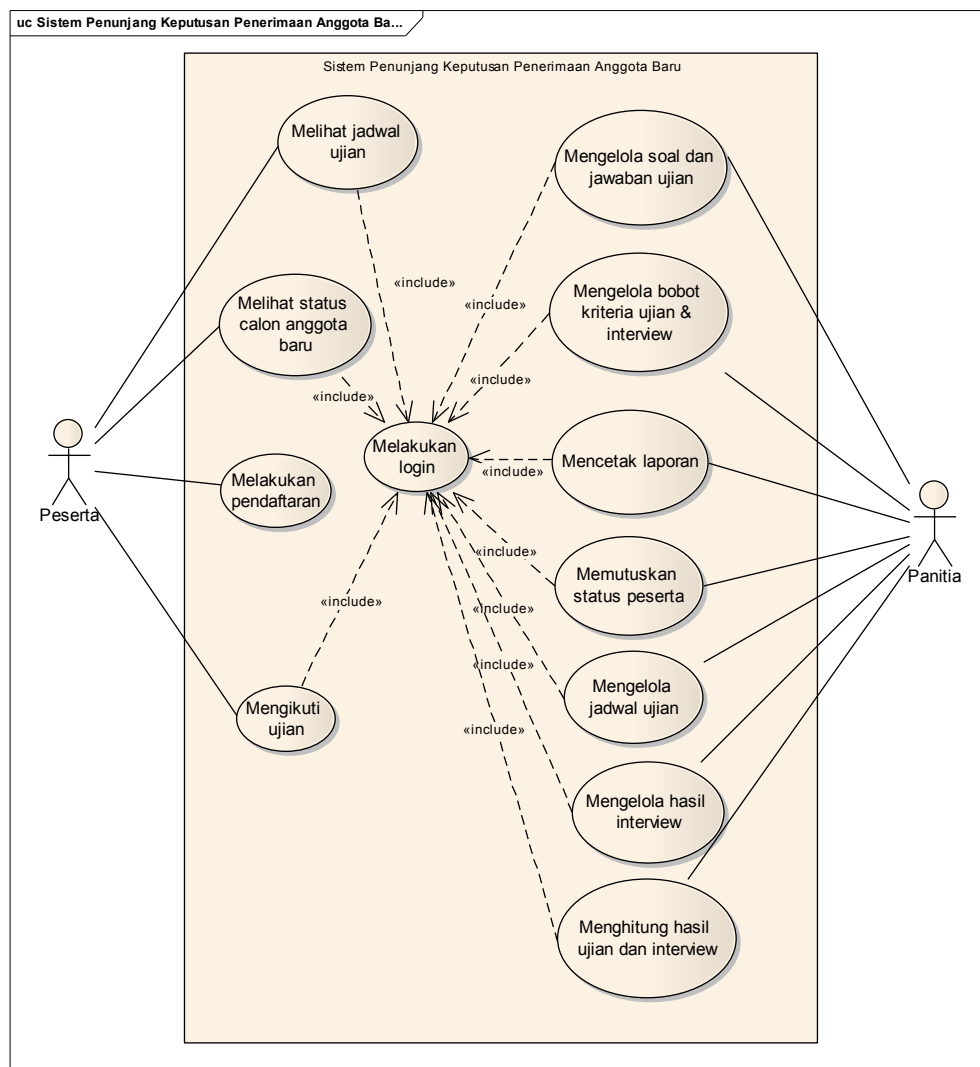 uc Sistem Penunjang Keputusan Penerimaan Anggota Ba...
Sistem Penunjang Keputusan Penerimaan Anggota Baru
Melihat jadwal
ujian
Mengelola soal dan
jawaban ujian
«include»
«include»
Melihat status
calon anggota
baru
Mengelola bobot
kriteria ujian &
interview
«include»
«include»
Peserta
Melakukan
login
Mencetak laporan
«include»
Melakukan
pendaftaran
Panitia
«include»
Memutuskan
status peserta
«include»
«include»
«include»
Mengelola
jadwal ujian
«include»
Mengikuti
ujian
Mengelola hasil
interview
Menghitung hasil
ujian dan interview